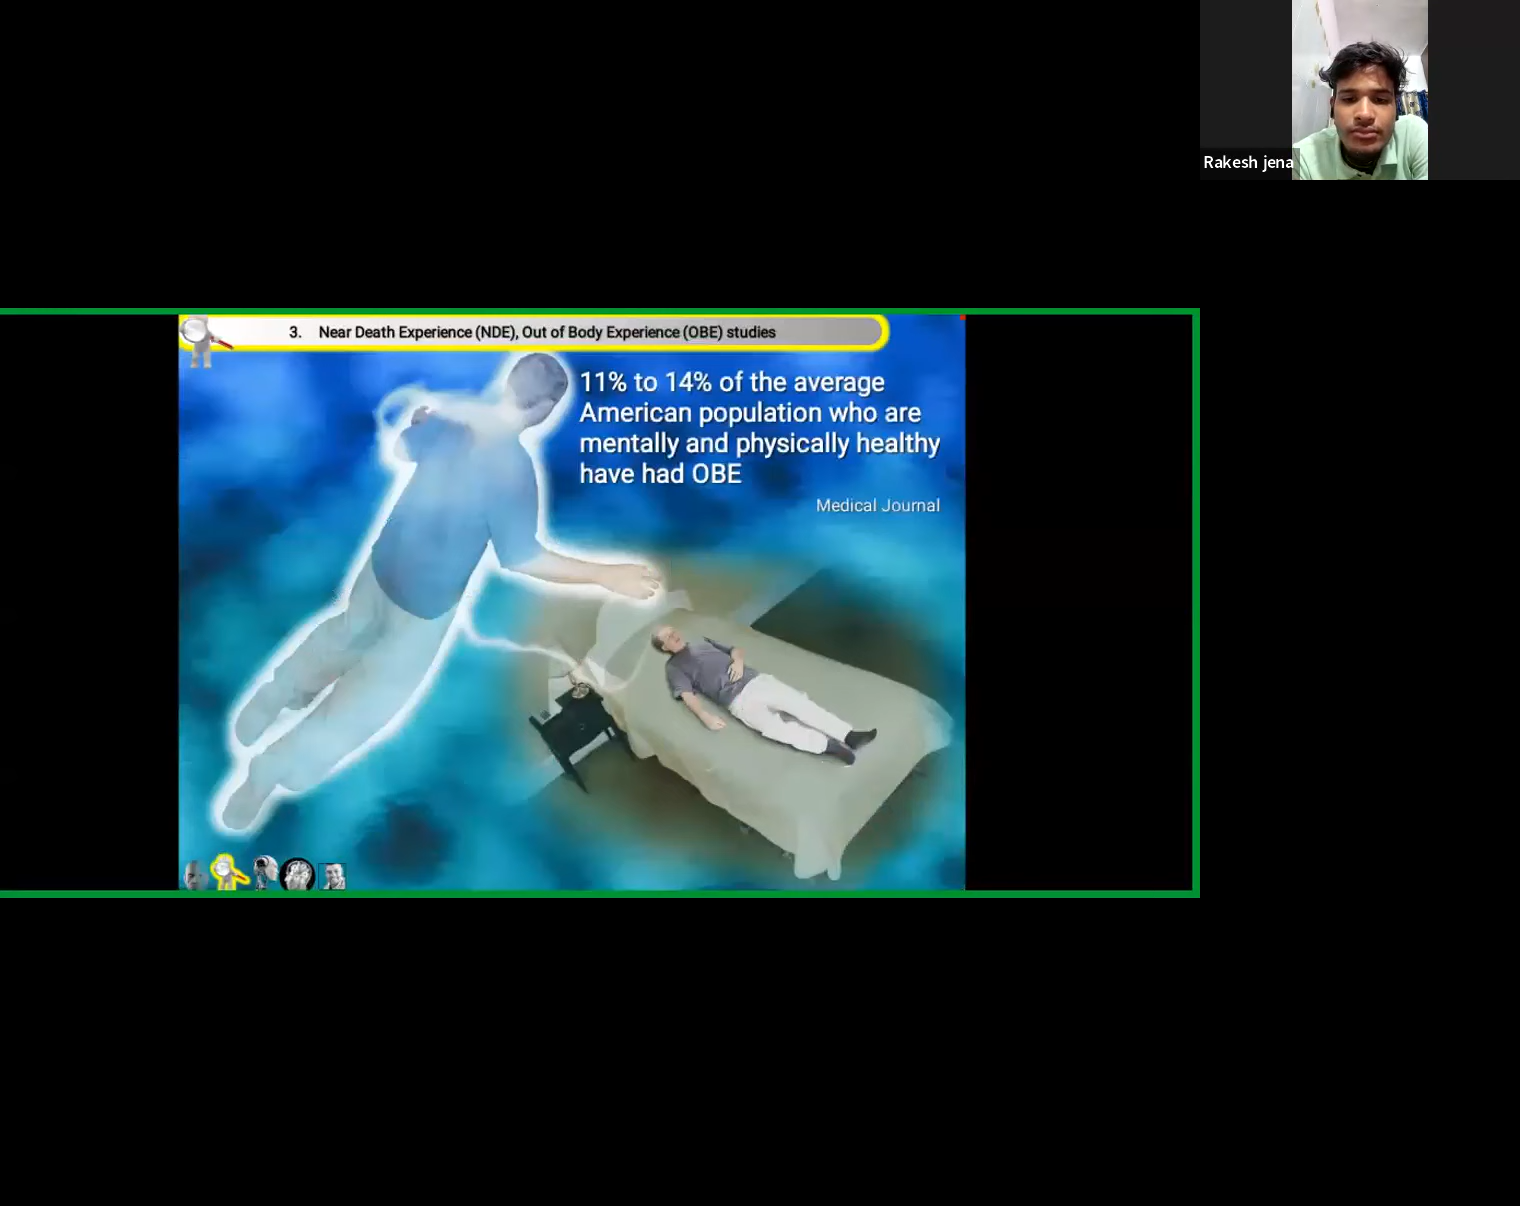 Rakesh jena
3. Near Death Experience (NDE), Out of Body Experience (OBE) studies
11% to 14% of the average
American population who are
mentally and physically healthy
have had OBE
Medical Journal